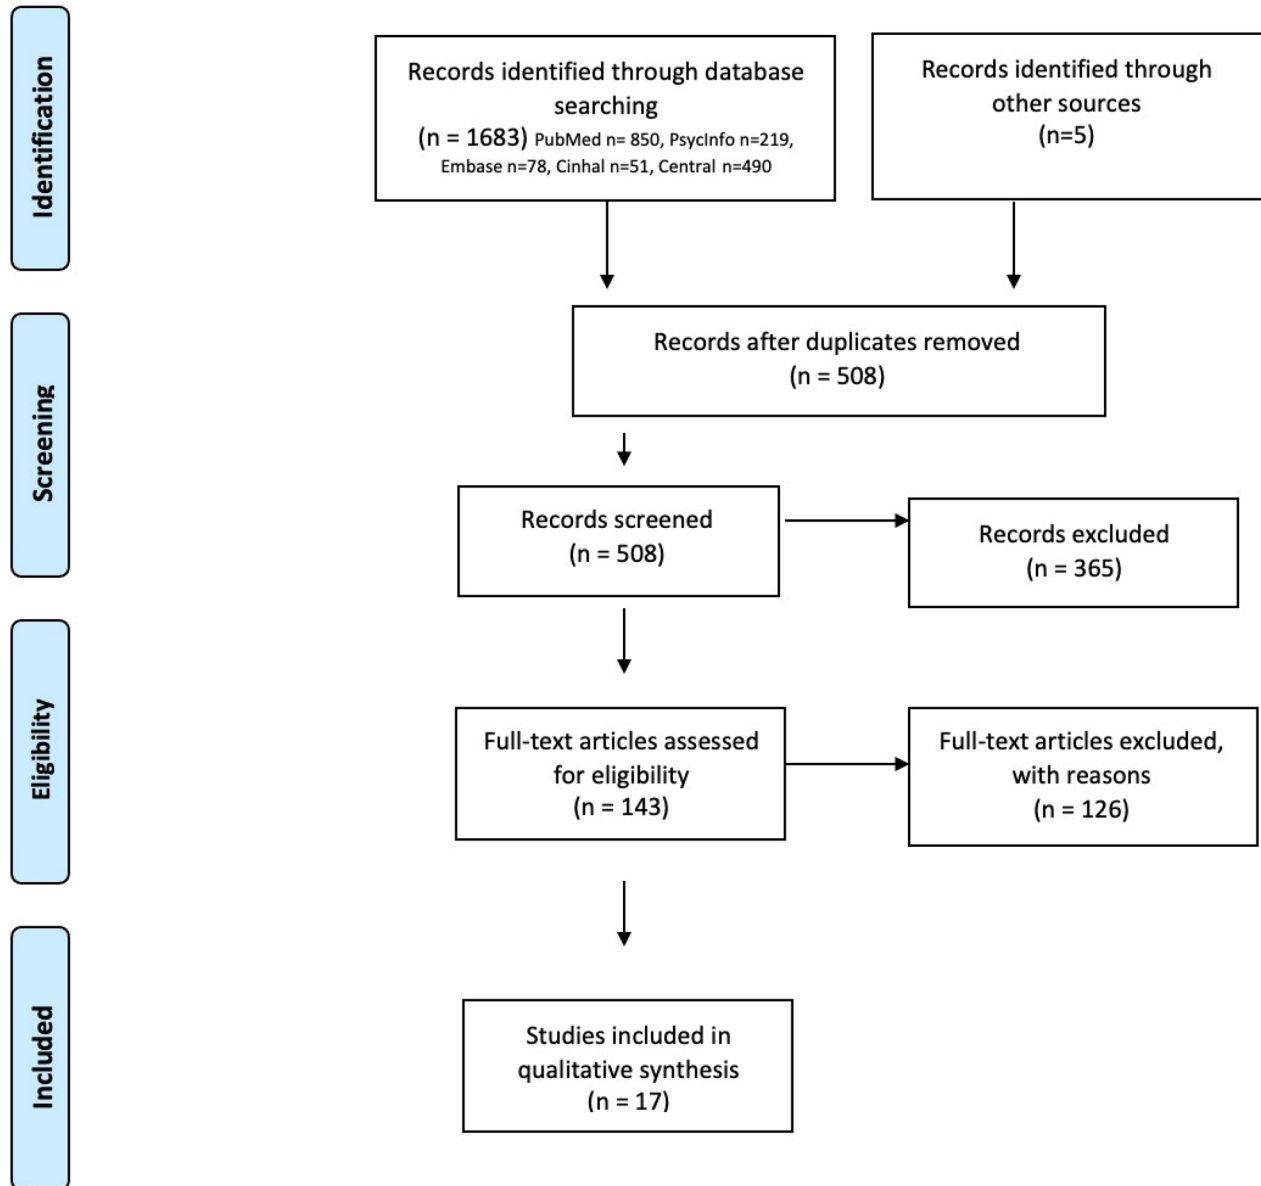 Identification
Records identified through database
searching
(n = 1683) PubMed n= 850, PsycInfo n=219,
Embase n=78, Cinhal n=51, Central n=490
Records identified through
other sources
(n=5)
Screening
Records after duplicates removed
(n = 508)
Records screened
(n = 508)
Records excluded
(n = 365)
Eligibility
Full-text articles assessed
for eligibility
(n = 143)
Full-text articles excluded,
with reasons
(n = 126)
Included
Studies included in
qualitative synthesis
(n = 17)